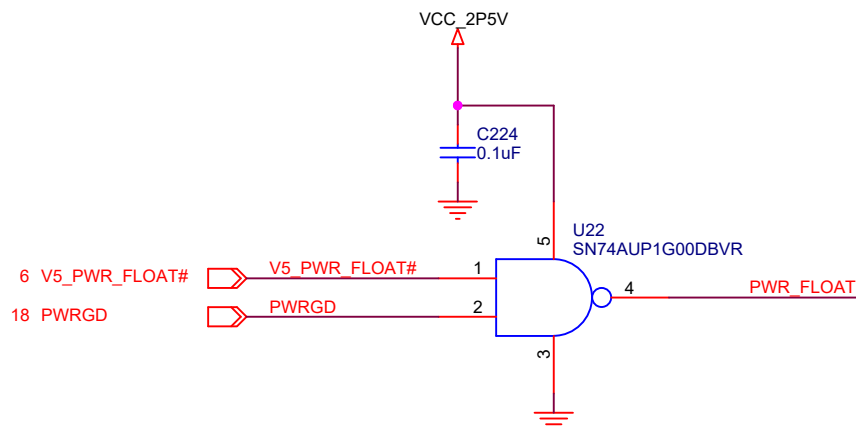 VCC_2P5V
C224
0.1uF
U22
SN74AUP1G00DBVR
5
6 V5_PWR_FLOAT# V5_PWR_FLOAT# 1
4 PWR_FLOAT
18 PWRGD PWRGD 2
3